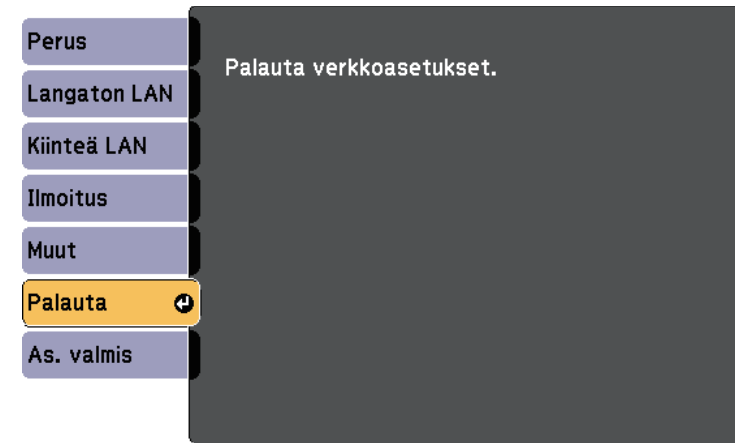 Perus
Langaton LAN
Kiinteä LAN
Ilmoitus
Muut
Palauta
As. valmis
Palauta verkkoasetukset.